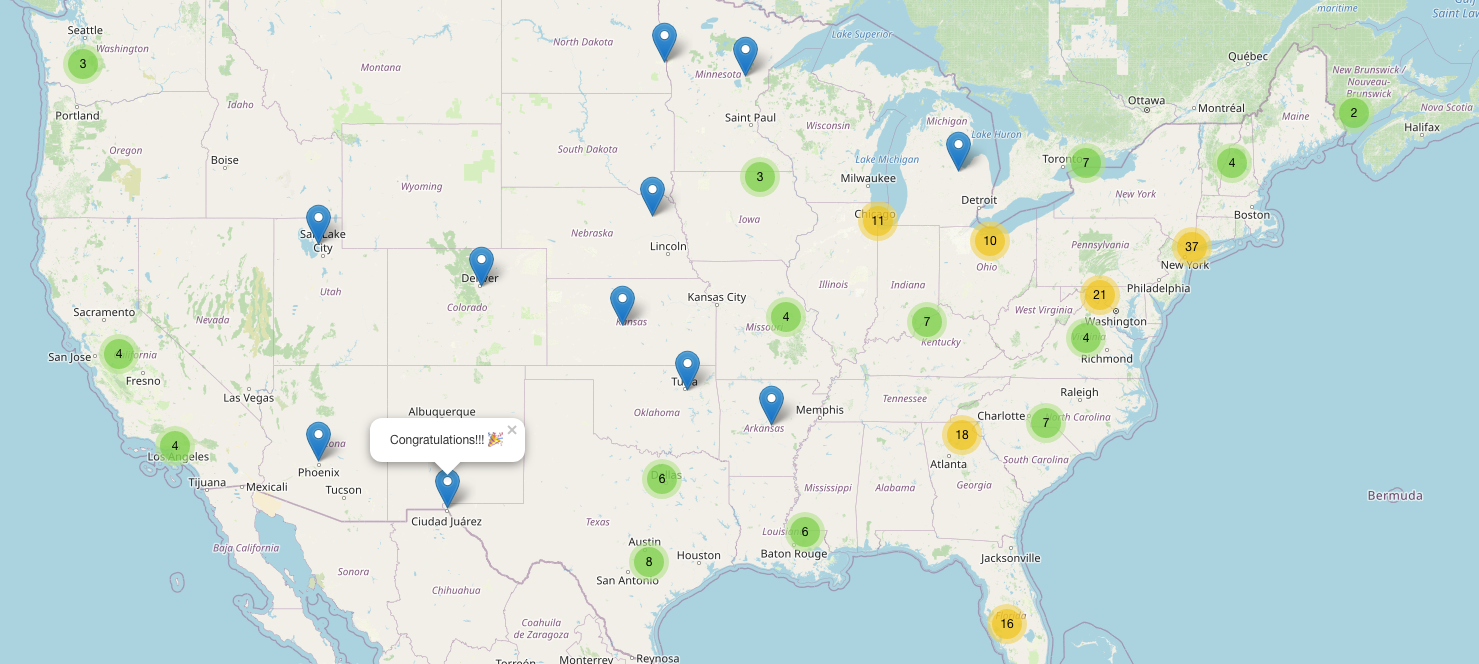 Seattle
Washington
3
Portland
Oregon
Idaho
Boise
Montana
North Dakota
Minnesota
Saint Paul
South Dakota
Wyoming
Lake Superior
Wisconsin
Michigan
Lake Huron
Lake Michigan
Milwaukee
Detroit
Ottawa
Montréal
Québec
maritime
Saint Law
New Brunswick /
Nouveau-
Brunswick
Nova Scotia
Halifax
Maine
2
Toronto
7
4
New York
Boston
3
Iowa
Chicago
11
10
Ohio
Pennsylvania
37
New York
Philadelphia
21
Washington
West Virginia
4
Richmond
Salt Lake
City
Utah
Nevada
Sacramento
San Jose
4
California
Fresno
Las Vegas
Denver
Colorado
Nebraska
Lincoln
Kansas
Kansas City
4
Missouri
Illinois
Indiana
7
Kentucky
Tulsa
Oklahoma
Arkansas
Memphis
Tennessee
Raleigh
Charlotte
7
North Carolina
18
Atlanta
South Carolina
Georgia
Alabama
Mississippi
Albuquerque
Congratulations!!! 🎉
×
4
Los Angeles
Tijuana
Mexicali
Phoenix
Tucson
Ciudad Juárez
Baja California
Sonora
Chihuahua
Coahuila
de Zaragoza
Torreón
Monterrey
Reynosa
Texas
Dallas
6
Austin
8
San Antonio
Houston
Louisiana
6
Baton Rouge
Jacksonville
Florida
16
Bermuda